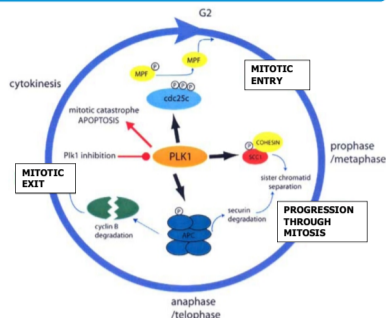 G2
MPF
P
MPF
P P P
cdc25c
MITOTIC
ENTRY
cytokinesis
mitotic catastrophe
APOPTOSIS
Plk1 inhibition
PLK1
P
COHESIN
SCC1
prophase
/metaphase
sister chromatid
separation
MITOTIC
EXIT
P
securin
degradation
PROGRESSION
THROUGH
MITOSIS
cyclin B
degradation
APC
anaphase
/telophase